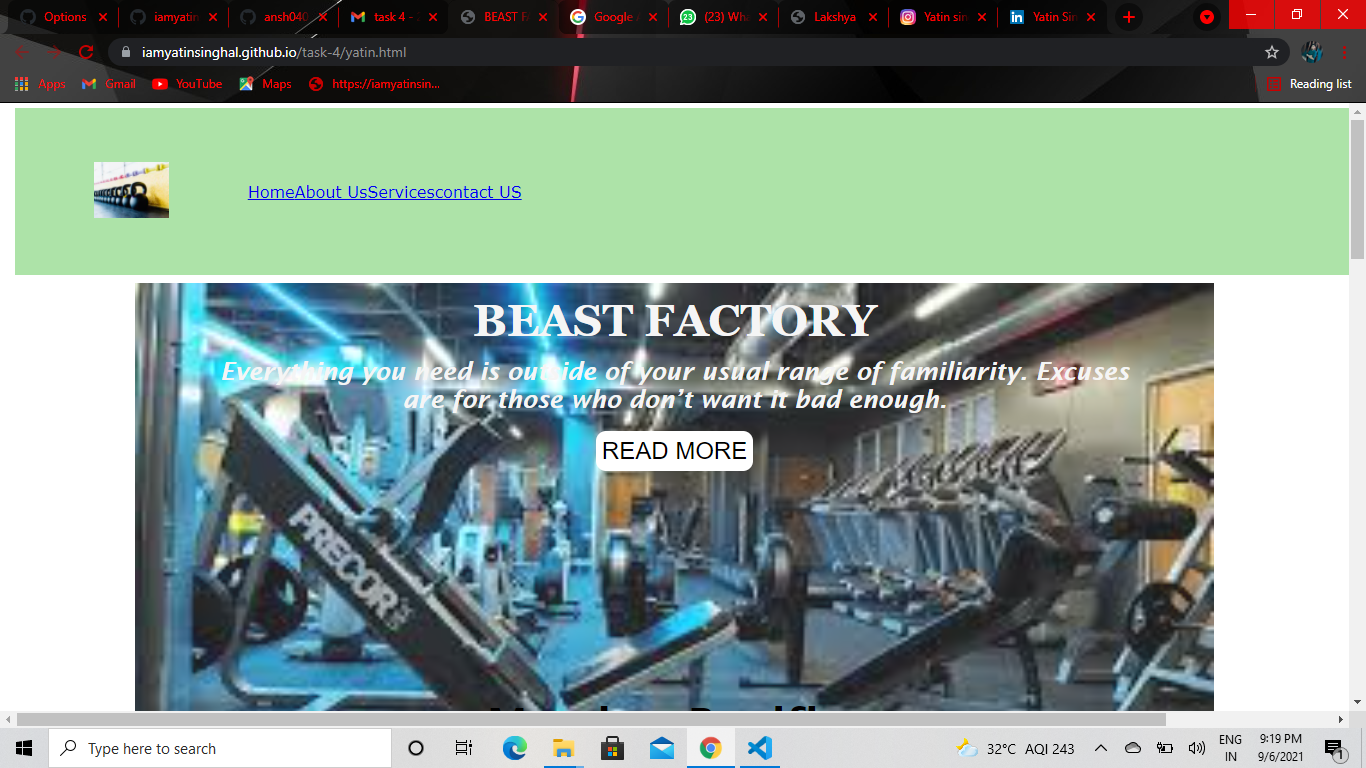 Options
iamyatin
ansh040
task 4 -
BEAST FA
Google A
(23) Wha
Lakshya
Yatin sin
Yatin Sin
iamyatinsinghal.github.io/task-4/yatin.html
Apps
Gmail
YouTube
Maps
https://iamyatinsin...
Reading list
HomeAbout UsServicescontact US
BEAST FACTORY
Everything you need is outside of your usual range of familiarity. Excuses
are for those who don’t want it bad enough.
READ MORE
PRECOR
Type here to search
32°C AQI 243
ENG
IN
9:19 PM
9/6/2021
1